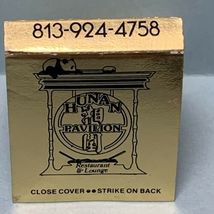 813-924-4758
HUNAN
PAVILION
Restaurant
& Lounge
CLOSE COVER●●STRIKE ON BACK